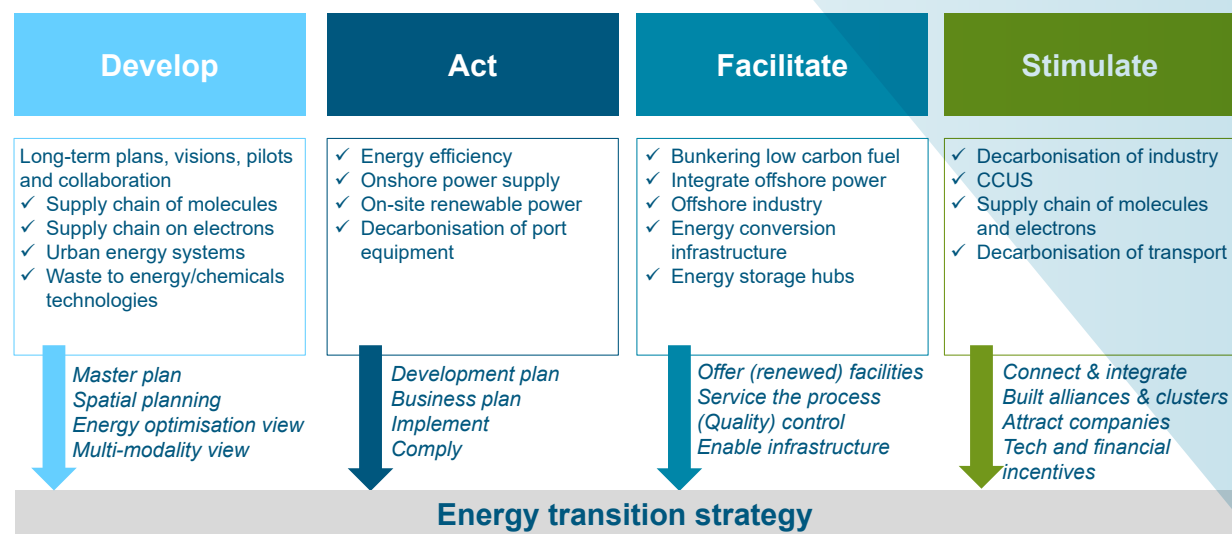 Develop
Act
Facilitate
Stimulate
Long-term plans, visions, pilots
and collaboration
✓ Supply chain of molecules
✓ Supply chain on electrons
✓ Urban energy systems
✓ Waste to energy/chemicals
technologies
✓ Energy efficiency
✓ Onshore power supply
✓ On-site renewable power
✓ Decarbonisation of port
equipment
✓ Bunkering low carbon fuel
✓ Integrate offshore power
✓ Offshore industry
✓ Energy conversion
infrastructure
✓ Energy storage hubs
✓ Decarbonisation of industry
✓ CCUS
✓ Supply chain of molecules
and electrons
✓ Decarbonisation of transport
Master plan
Spatial planning
Energy optimisation view
Multi-modality view
Development plan
Business plan
Implement
Comply
Offer (renewed) facilities
Service the process
(Quality) control
Enable infrastructure
Connect & integrate
Built alliances & clusters
Attract companies
Tech and financial
incentives
Energy transition strategy